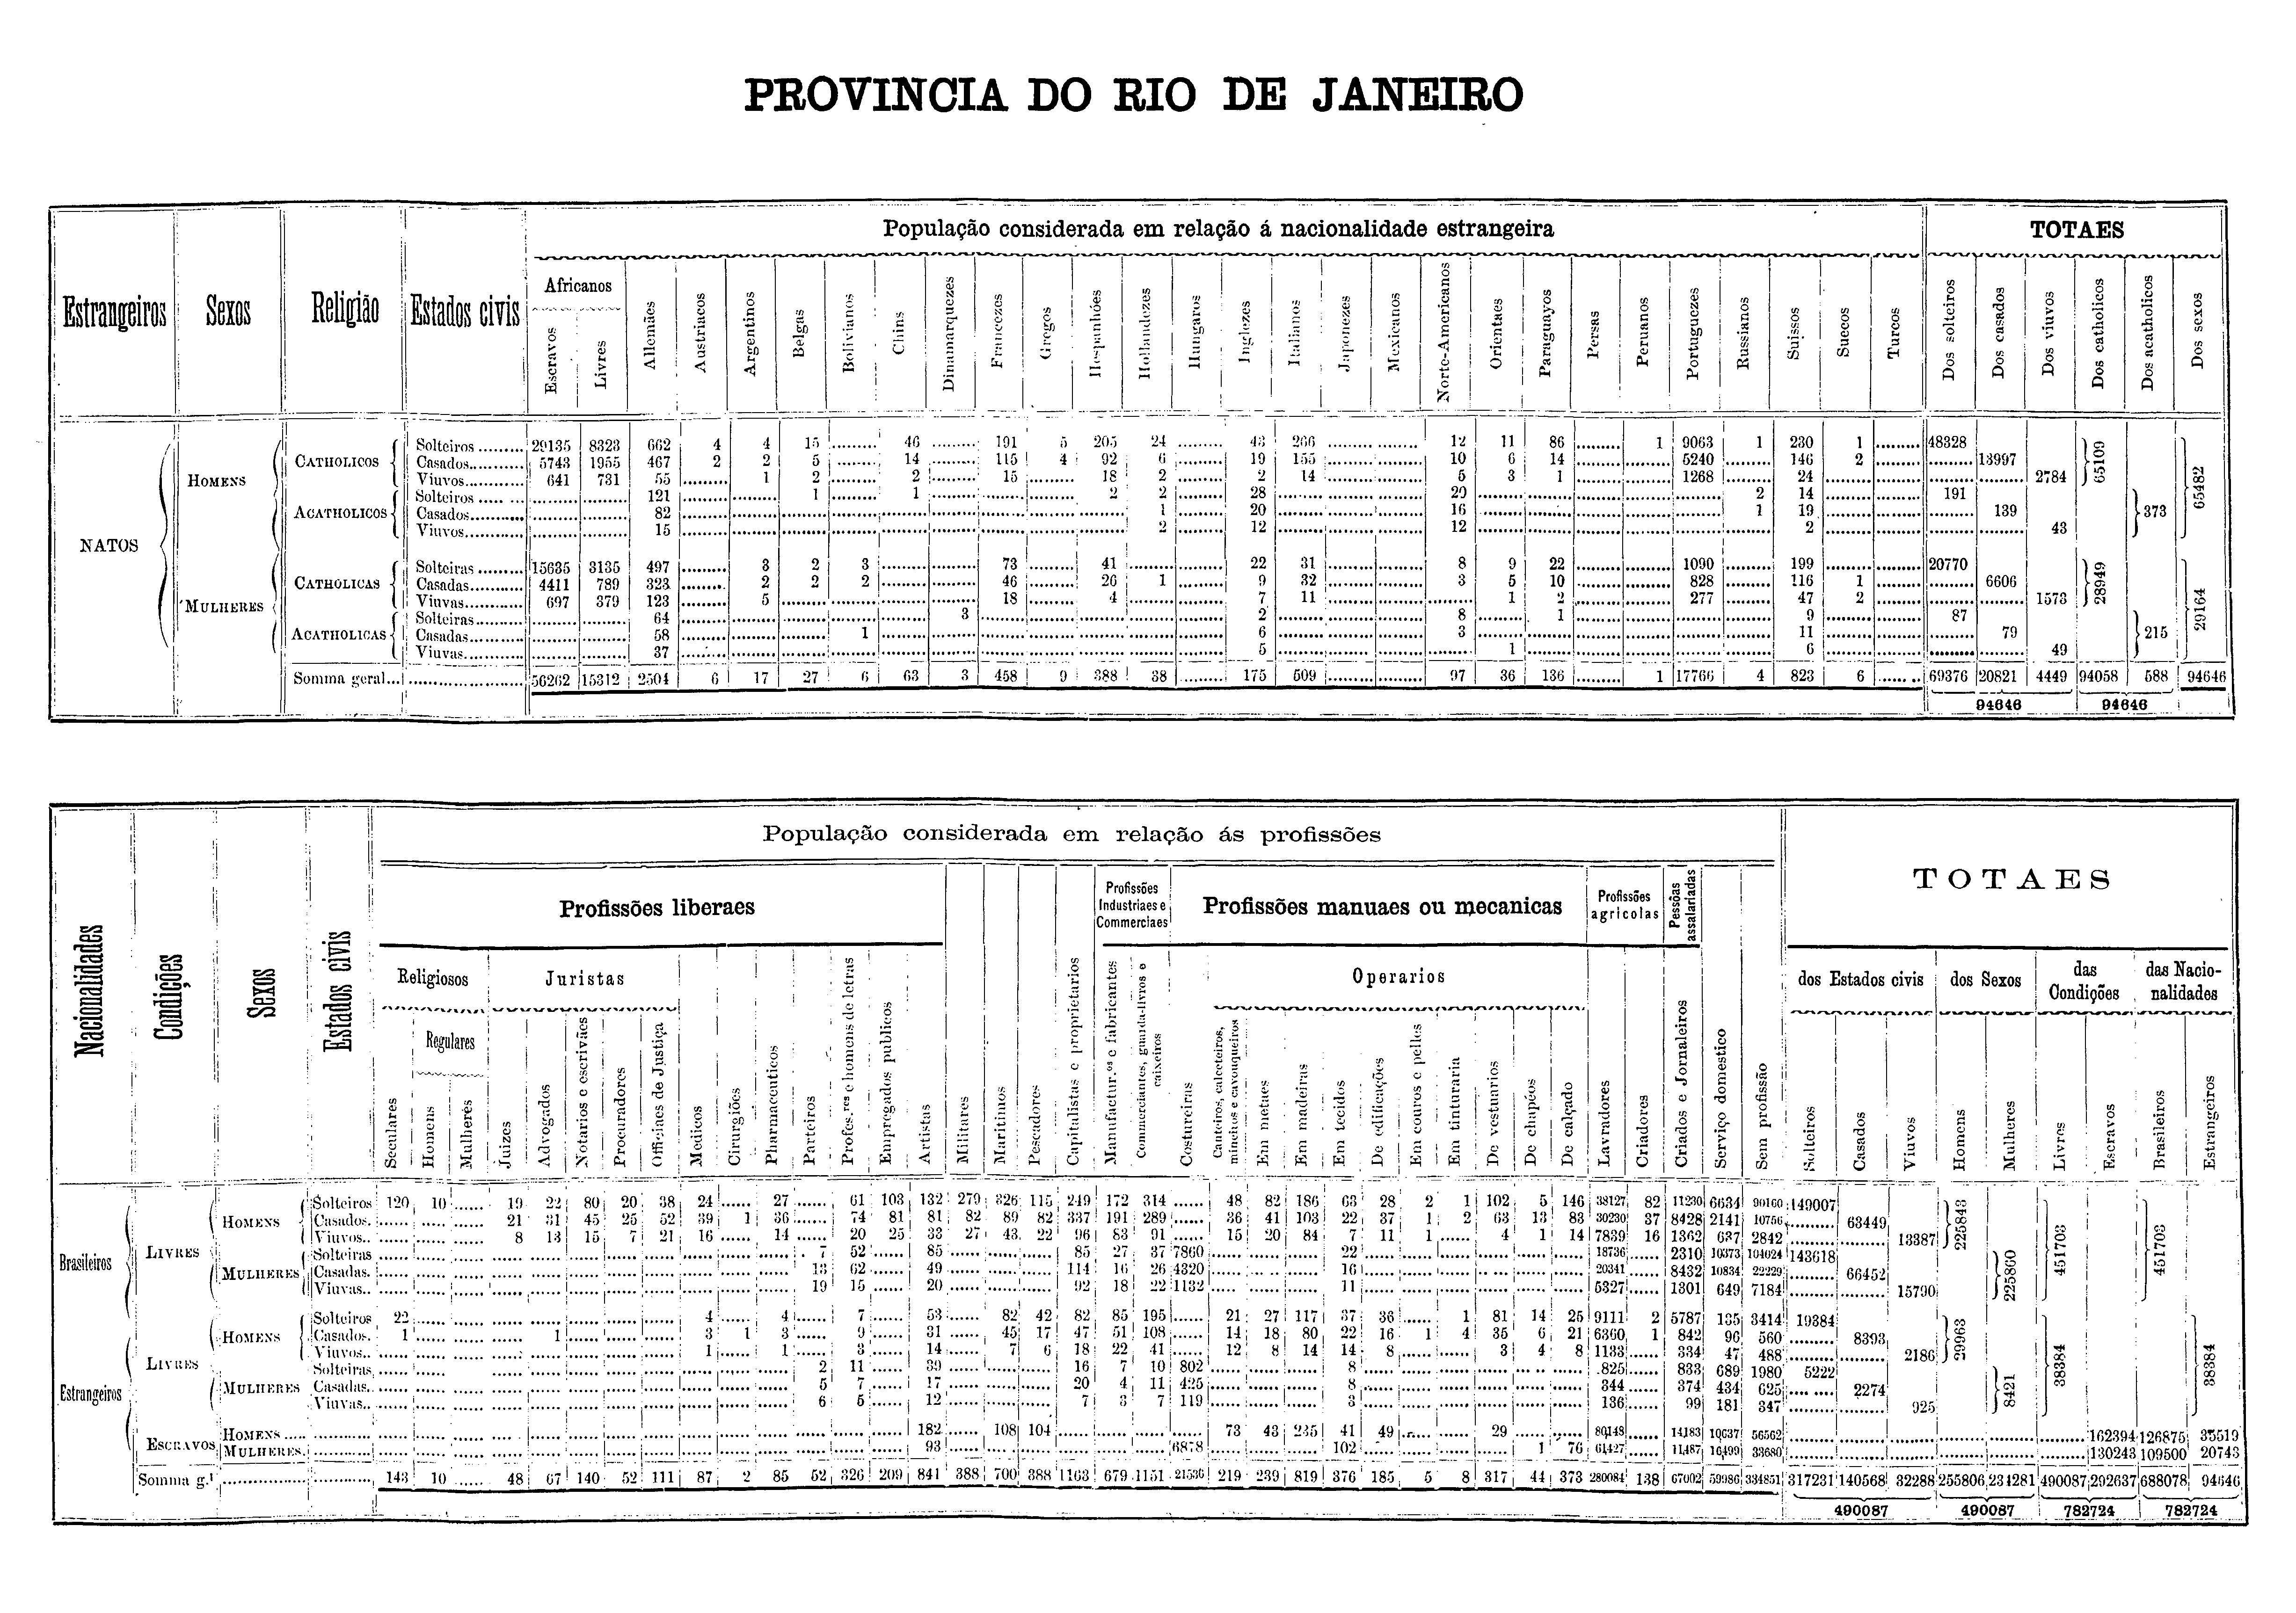 PROVINCIA DO RIO DE JANEIRO
Estrangeiros Sexos Religião Estados civis População considerada em relação á nacionalidade estrangeira TOTAES
Africanos
Escravos Livres Allemães Austriacos Argentinos Belgas Bolivianos Chins Dinamarquezes Francezes Gregos Hespanhóes Hollandezes Hungaros Inglezes Italianos Japonezes Mexicanos Norte-Americanos Orientaes Paraguayos Persas Peruanos Portuguezes Russianos Suissos Suecos Turcos Dos solteiros Dos casados Dos viuvos Dos catholicos Dos acatholicos Dos sexos
NATOS
HOMENS
CATHOLICOS
Solteiros 29135 8323 662 4 4 15 46 191 5 205 24 43 266 12 11 86 1 9063 1 230 1 48328
Casados 5743 1955 467 2 2 5 14 115 4 92 6 19 155 10 6 14 5240 146 2 13997
Viuvos 641 731 55 1 2 2 15 18 2 2 14 5 3 1 1268 24 2784
65109
ACATHOLICOS
Solteiros 121 1 1 2 2 28 20 2 14 191
Casados 82 1 20 16 1 19 139
Viuvos 15 2 12 12 2 43
373
65482
MULHERES
CATHOLICAS
Solteiras 15635 3135 497 3 2 3 73 41 22 31 8 9 22 1090 199 20770
Casadas 4411 789 323 2 2 2 46 26 1 9 32 3 5 10 828 116 1 6606
Viuvas 697 379 123 5 18 4 7 11 1 2 277 47 2 1573
28949
ACATHOLICAS
Solteiras 64 3 2 8 1 9 87
Casadas 58 1 6 3 11 79
Viuvas 37 5 1 6 49
215
29164
Somma geral 56262 15312 2504 6 17 27 6 63 3 458 9 388 38 175 509 97 36 136 1 17766 4 823 6 69376 20821 4449 94058 588 94646
94646 94646
Nacionalidades Condições Sexos Estados civis População considerada em relação ás profissões TOTAES
Profissões liberaes Profissões Industriaes e Commerciaes Profissões manuaes ou mecanicas Profissões agricolas Pessôas assalariadas
Religiosos Juristas Operarios dos Estados civis dos Sexos das Condições das Nacionalidades
Regulares
Seculares Homens Mulheres Juizes Advogados Notarios e escrivães Procuradores Officiaes de Justiça Medicos Cirurgiões Pharmaceuticos Parteiros Profes.res e homens de letras Empregados publicos Artistas Militares Maritimos Pescadores Capitalistas e proprietarios Manufactur.os e fabricantes Commerciantes, guarda-livros e caixeiros Costureiras Canteiros, calceteiros, mineiros e cavouqueiros Em metaes Em madeiras Em tecidos De edificações Em couros e pelles Em tinturaria De vestuarios De chapéos De calçado Lavradores Criadores Criados e Jornaleiros Serviço domestico Sem profissão Solteiros Casados Viuvos Homens Mulheres Livres Escravos Brasileiros Estrangeiros
Brasileiros
LIVRES
HOMENS
Solteiros 120 10 19 22 80 20 38 24 27 61 103 132 279 326 115 249 172 314 48 82 186 63 28 2 1 102 5 146 38127 82 11230 6634 90160 149007
Casados 21 31 45 25 52 39 1 36 74 81 81 82 89 82 337 191 289 36 41 103 22 37 1 2 63 13 83 30230 37 8428 2141 10756 63449
Viuvos 8 13 15 7 21 16 14 20 25 33 27 43 22 96 83 91 15 20 84 7 11 1 4 1 14 7839 16 1362 637 2842 13387
225843
MULHERES
Solteiras 7 52 85 85 27 37 7860 22 18736 2310 10373 104024 143618
Casadas 13 62 49 114 16 26 4320 16 20341 8432 10834 22229 66452
Viuvas 19 15 20 92 18 22 1132 11 5327 1301 649 7184 15790
225860
451703 451703
Estrangeiros
LIVRES
HOMENS
Solteiros 22 4 4 7 53 82 42 82 85 195 21 27 117 37 36 1 81 14 25 9111 2 5787 135 3414 19384
Casados 1 1 3 1 3 9 31 45 17 47 51 108 14 18 80 22 16 1 4 35 6 21 6360 1 842 96 560 8393
Viuvos 1 1 3 14 7 6 18 22 41 12 8 14 14 8 3 4 8 1133 334 47 488 2186
29963
MULHERES
Solteiras 2 11 39 16 7 10 802 8 825 833 689 1980 5222
Casadas 5 7 17 20 4 11 425 8 344 374 434 625 2274
Viuvas 6 5 12 7 3 7 119 3 136 99 181 347 925
8421
38384 38384
ESCRAVOS
HOMENS 182 108 104 73 43 235 41 49 29 80148 14183 10637 56562 162394 126875 35519
MULHERES 93 6878 102 1 76 61427 11487 16499 33680 130243 109500 20743
Somma g.l 143 10 48 67 140 52 111 87 2 85 52 326 209 841 388 700 388 1163 679 1151 21536 219 239 819 376 185 5 8 317 44 373 280084 138 67002 59986 334851 317231 140568 32288 255806 234281 490087 292637 688078 94646
490087 490087 782724 782724